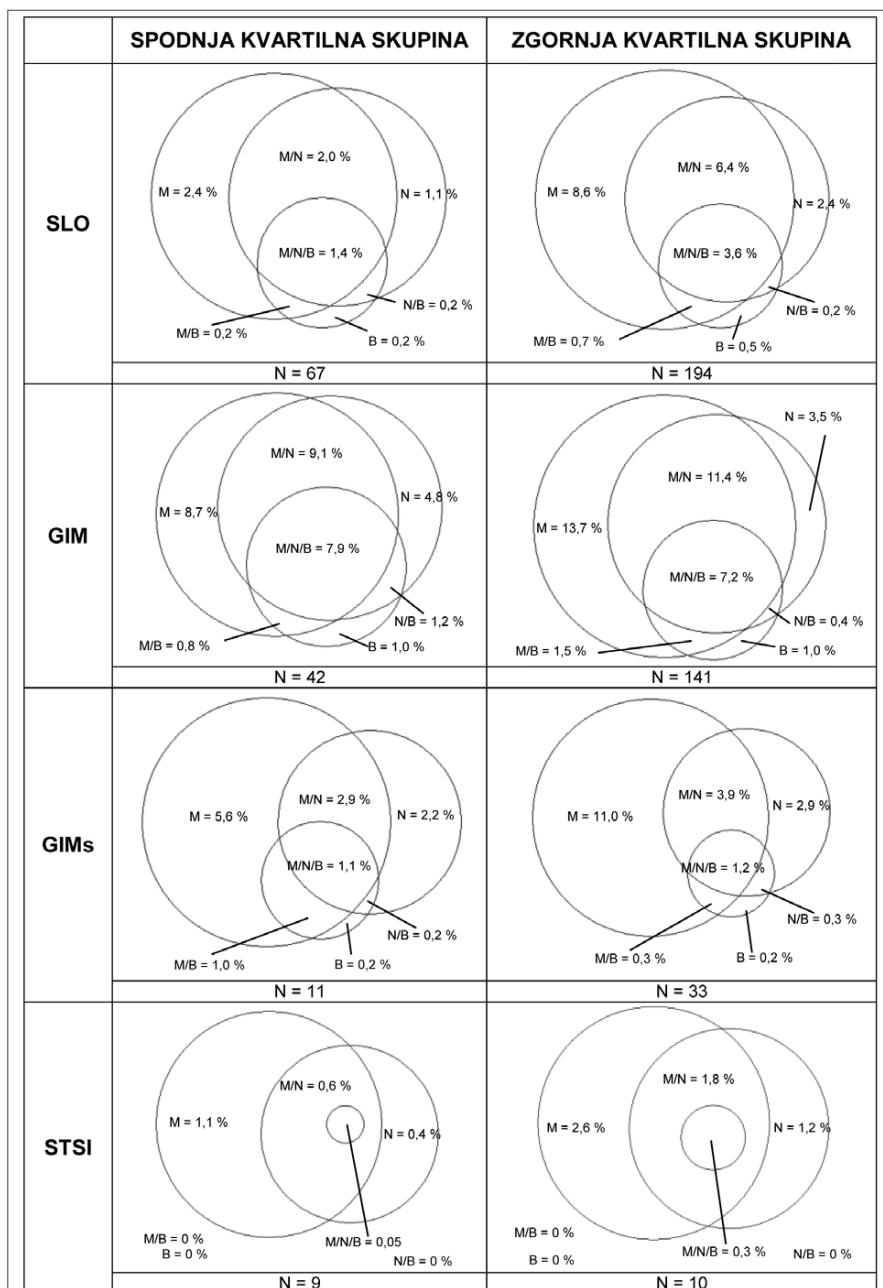 SPODNJA KVARTILNA SKUPINA
ZGORNJA KVARTILNA SKUPINA
SLO
M/N = 2,0 %
M = 2,4 %
N = 1,1 %
M/N/B = 1,4 %
N/B = 0,2 %
M/B = 0,2 %
B = 0,2 %
N = 67
M/N = 6,4 %
M = 8,6 %
N = 2,4 %
M/N/B = 3,6 %
N/B = 0,2 %
M/B = 0,7 %
B = 0,5 %
N = 194
GIM
M/N = 9,1 %
N = 4,8 %
M = 8,7 %
M/N/B = 7,9 %
N/B = 1,2 %
M/B = 0,8 %
B = 1,0 %
N = 42
N = 3,5 %
M/N = 11,4 %
M = 13,7 %
M/N/B = 7,2 %
N/B = 0,4 %
M/B = 1,5 %
B = 1,0 %
N = 141
GIMs
M/N = 2,9 %
M = 5,6 %
N = 2,2 %
M/N/B = 1,1 %
N/B = 0,2 %
M/B = 1,0 %
B = 0,2 %
N = 11
M/N = 3,9 %
N = 2,9 %
M = 11,0 %
M/N/B = 1,2 %
N/B = 0,3 %
M/B = 0,3 %
B = 0,2 %
N = 33
STSI
M/N = 0,6 %
M = 1,1 %
N = 0,4 %
M/B = 0 %
M/N/B = 0,05
B = 0 %
N/B = 0 %
N = 9
M/N = 1,8 %
M = 2,6 %
N = 1,2 %
M/B = 0 %
M/N/B = 0,3 %
N/B = 0 %
B = 0 %
N = 10